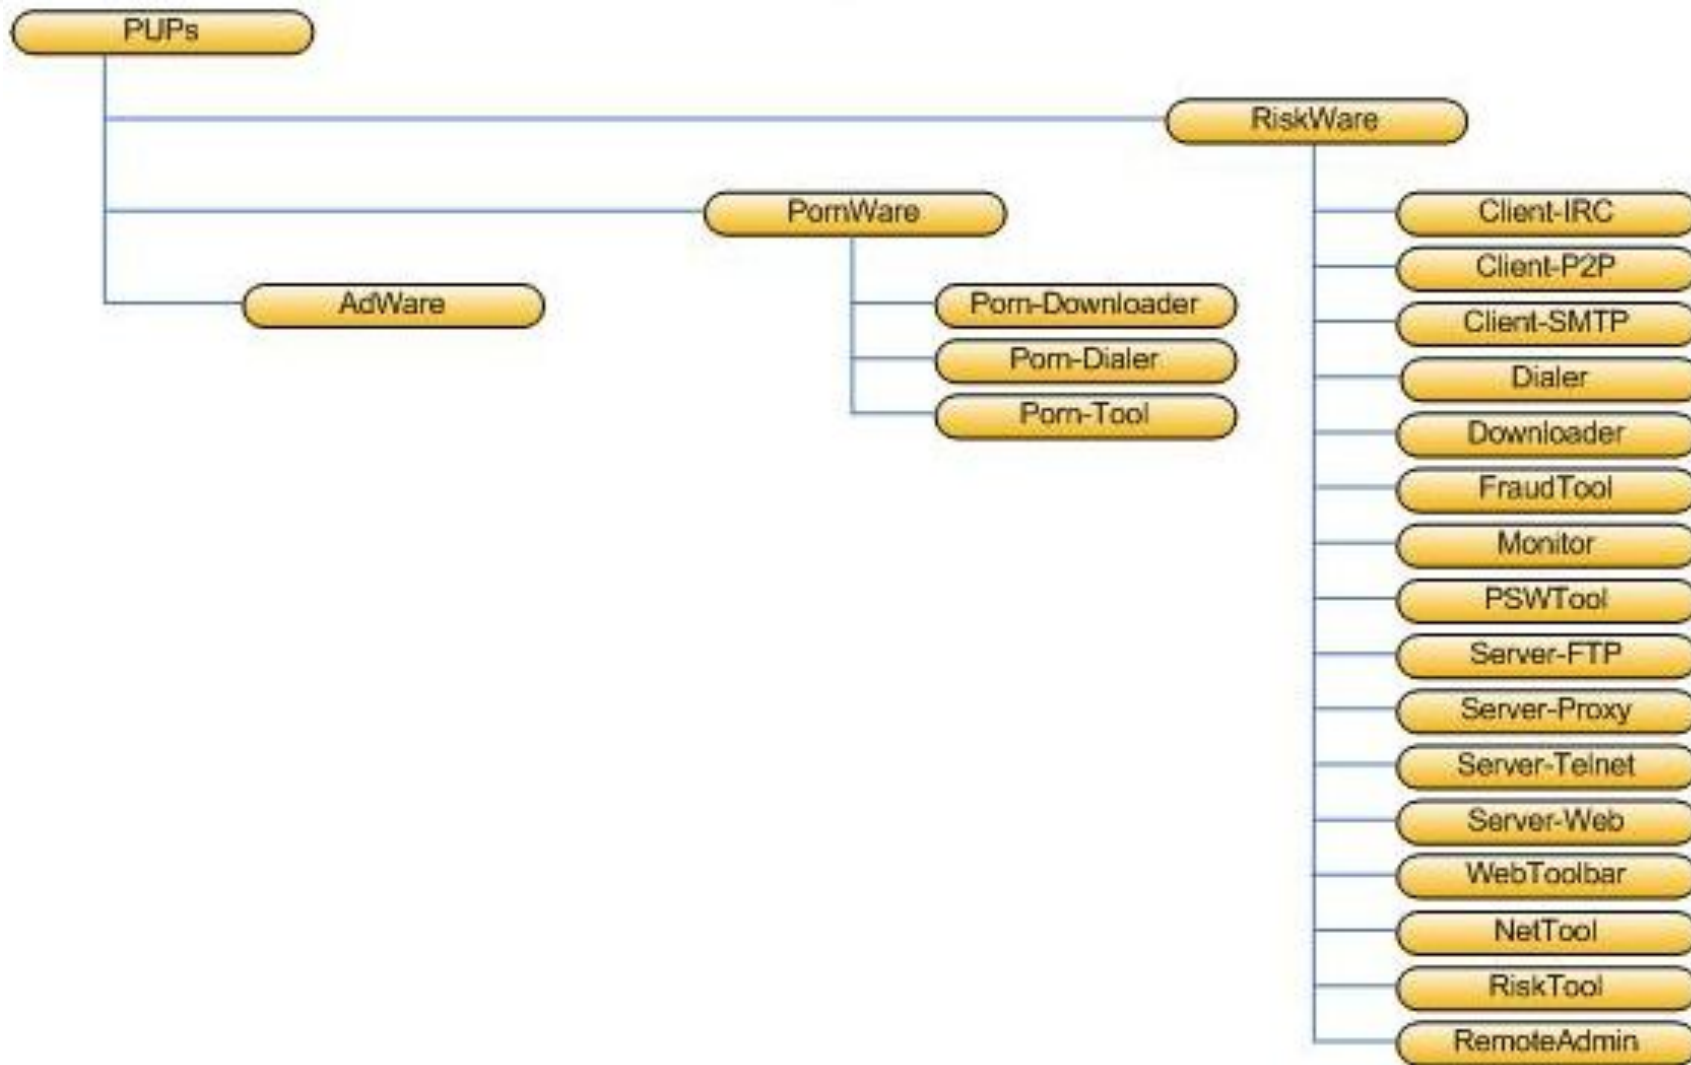 PUPs
RiskWare
PornWare
AdWare
Porn-Downloader
Porn-Dialer
Porn-Tool
Client-IRC
Client-P2P
Client-SMTP
Dialer
Downloader
FraudTool
Monitor
PSWTool
Server-FTP
Server-Proxy
Server-Telnet
Server-Web
WebToolbar
NetTool
RiskTool
RemoteAdmin